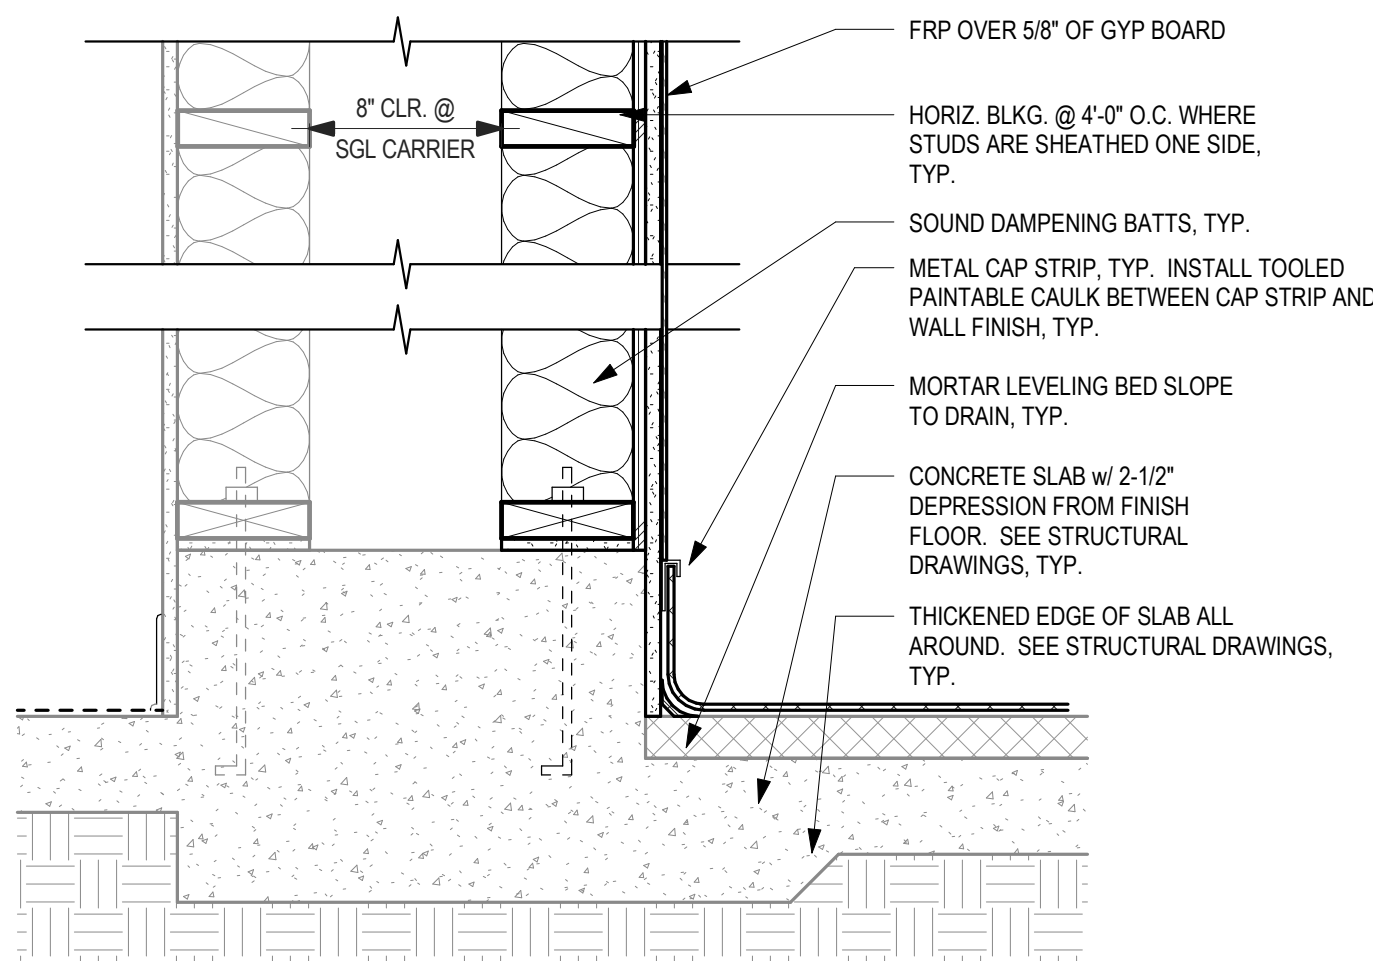 FRP OVER 5/8" OF GYP BOARD
8" CLR. @
SGL CARRIER
HORIZ. BLKG. @ 4'-0" O.C. WHERE
STUDS ARE SHEATHED ONE SIDE,
TYP.
SOUND DAMPENING BATTS, TYP.
METAL CAP STRIP, TYP. INSTALL TOOLED
PAINTABLE CAULK BETWEEN CAP STRIP AND
WALL FINISH, TYP.
MORTAR LEVELING BED SLOPE
TO DRAIN, TYP.
CONCRETE SLAB w/ 2-1/2"
DEPRESSION FROM FINISH
FLOOR. SEE STRUCTURAL
DRAWINGS, TYP.
THICKENED EDGE OF SLAB ALL
AROUND. SEE STRUCTURAL DRAWINGS,
TYP.